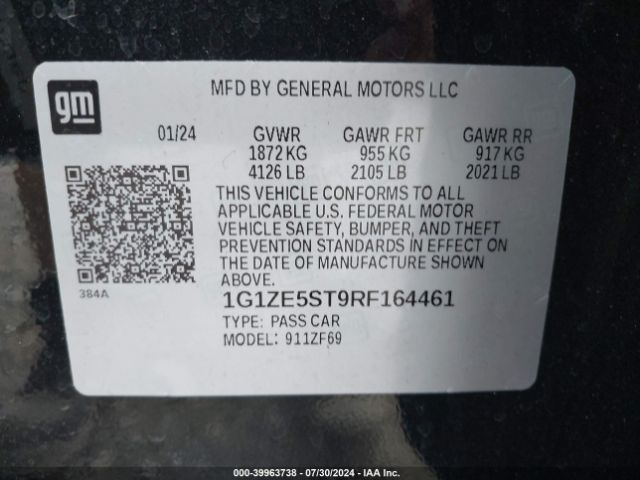 gm
MFD BY GENERAL MOTORS LLC
01/24 GVWR GAWR FRT GAWR RR
1872 KG 955 KG 917 KG
4126 LB 2105 LB 2021 LB
THIS VEHICLE CONFORMS TO ALL
APPLICABLE U.S. FEDERAL MOTOR
VEHICLE SAFETY, BUMPER, AND THEFT
PREVENTION STANDARDS IN EFFECT ON
THE DATE OF MANUFACTURE SHOWN
ABOVE.
384A
1G1ZE5ST9RF164461
TYPE: PASS CAR
MODEL: 911ZF69
000-39963738 - 07/30/2024 - IAA Inc.